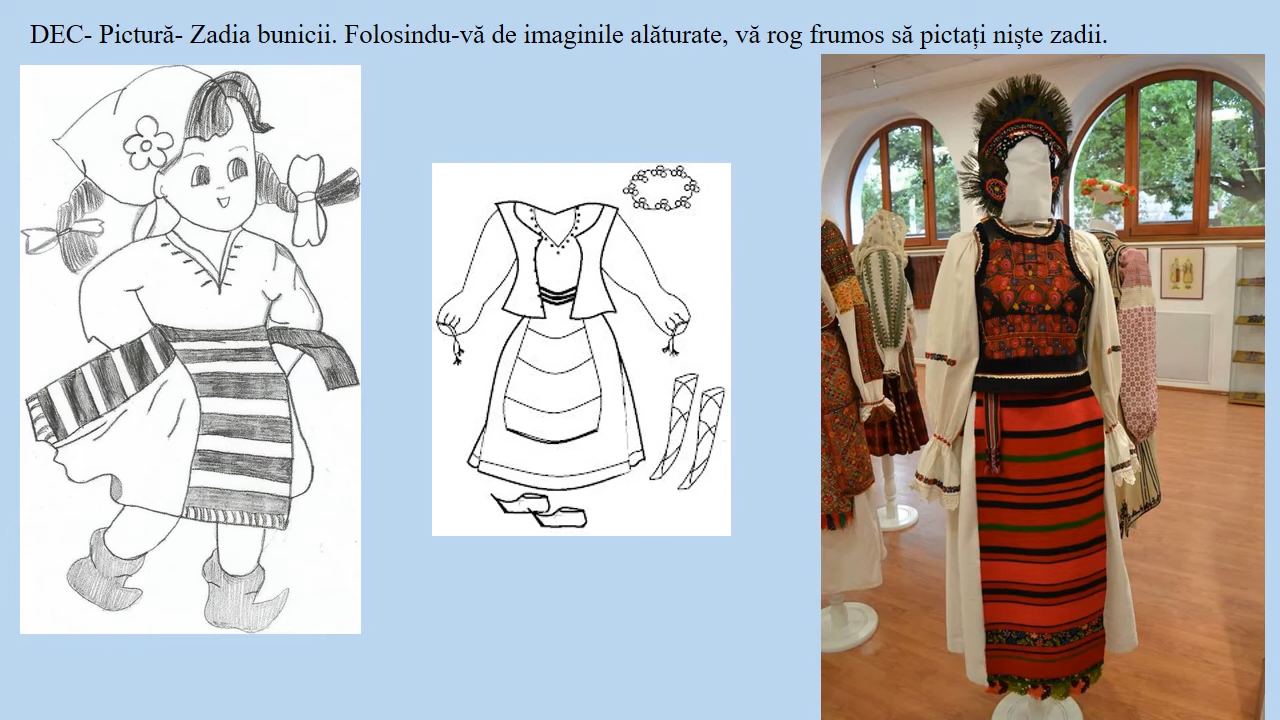 DEC- Pictură- Zadia bunicii. Folosindu-vă de imaginile alăturate, vă rog frumos să pictați niște zadii.